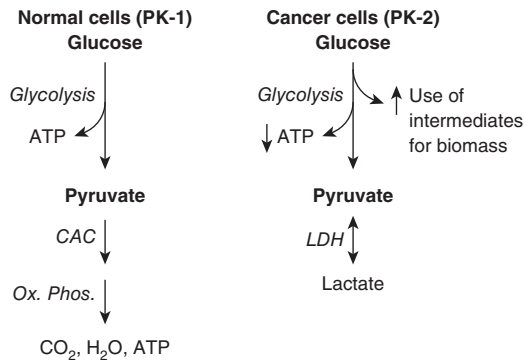 Normal cells (PK-1)
Glucose
Glycolysis
ATP
Pyruvate
CAC
Ox. Phos.
CO₂, H₂O, ATP
Cancer cells (PK-2)
Glucose
Glycolysis
ATP
Use of
intermediates
for biomass
Pyruvate
LDH
Lactate